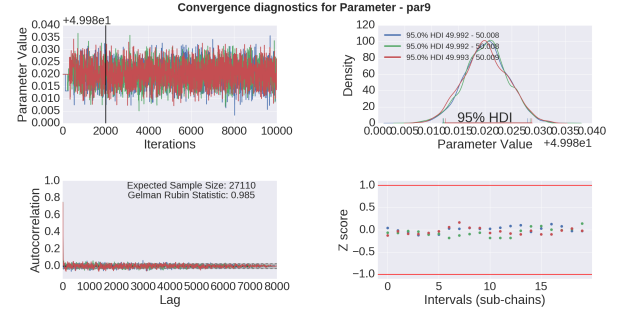 Convergence diagnostics for Parameter - par9
+4.998e1
0.040
0.035
0.030
0.025
0.020
0.015
0.010
0.005
0.000
Parameter Value
0 2000 4000 6000 8000 10000
Iterations
120
100
80
60
40
20
0
Density
95.0% HDI 49.992 - 50.008
95.0% HDI 49.992 - 50.008
95.0% HDI 49.993 - 50.009
95% HDI
0.000 0.005 0.010 0.015 0.020 0.025 0.030 0.035 0.040
Parameter Value +4.998e1
1.0
0.8
0.6
0.4
0.2
0.0
Autocorrelation
Expected Sample Size: 27110
Gelman Rubin Statistic: 0.985
0 1000 2000 3000 4000 5000 6000 7000 8000
Lag
1.0
0.5
0.0
−0.5
−1.0
Z score
0 5 10 15
Intervals (sub-chains)